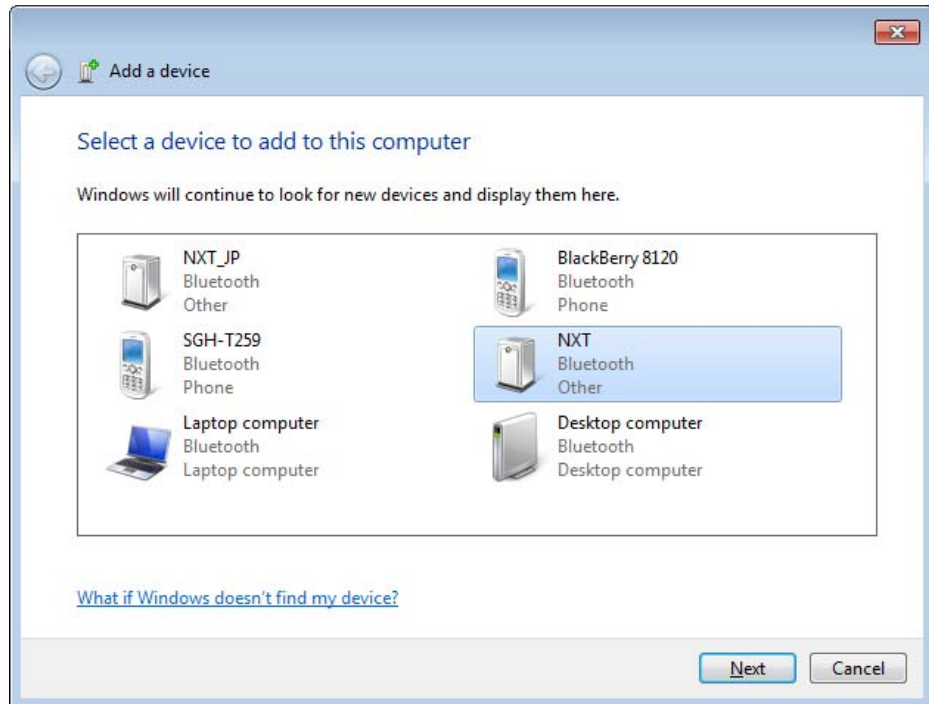 Add a device
Select a device to add to this computer
Windows will continue to look for new devices and display them here.
NXT_JP
Bluetooth
Other
BlackBerry 8120
Bluetooth
Phone
SGH-T259
Bluetooth
Phone
NXT
Bluetooth
Other
Laptop computer
Bluetooth
Laptop computer
Desktop computer
Bluetooth
Desktop computer
What if Windows doesn't find my device?
Next
Cancel